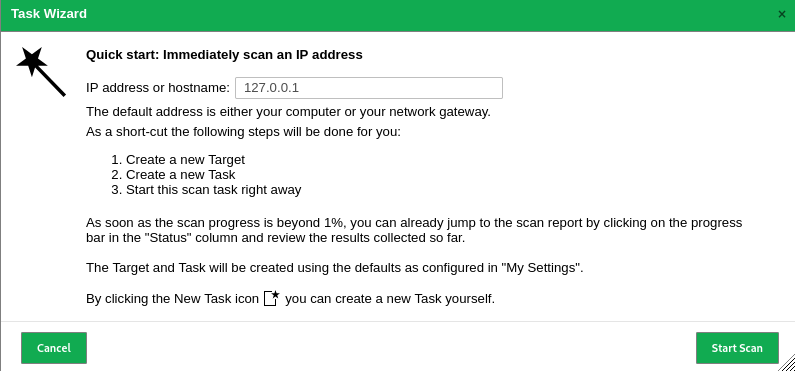 Task Wizard ×
Quick start: Immediately scan an IP address
IP address or hostname: 127.0.0.1
The default address is either your computer or your network gateway.
As a short-cut the following steps will be done for you:
1. Create a new Target
2. Create a new Task
3. Start this scan task right away
As soon as the scan progress is beyond 1%, you can already jump to the scan report by clicking on the progress
bar in the "Status" column and review the results collected so far.
The Target and Task will be created using the defaults as configured in "My Settings".
By clicking the New Task icon you can create a new Task yourself.
Cancel Start Scan